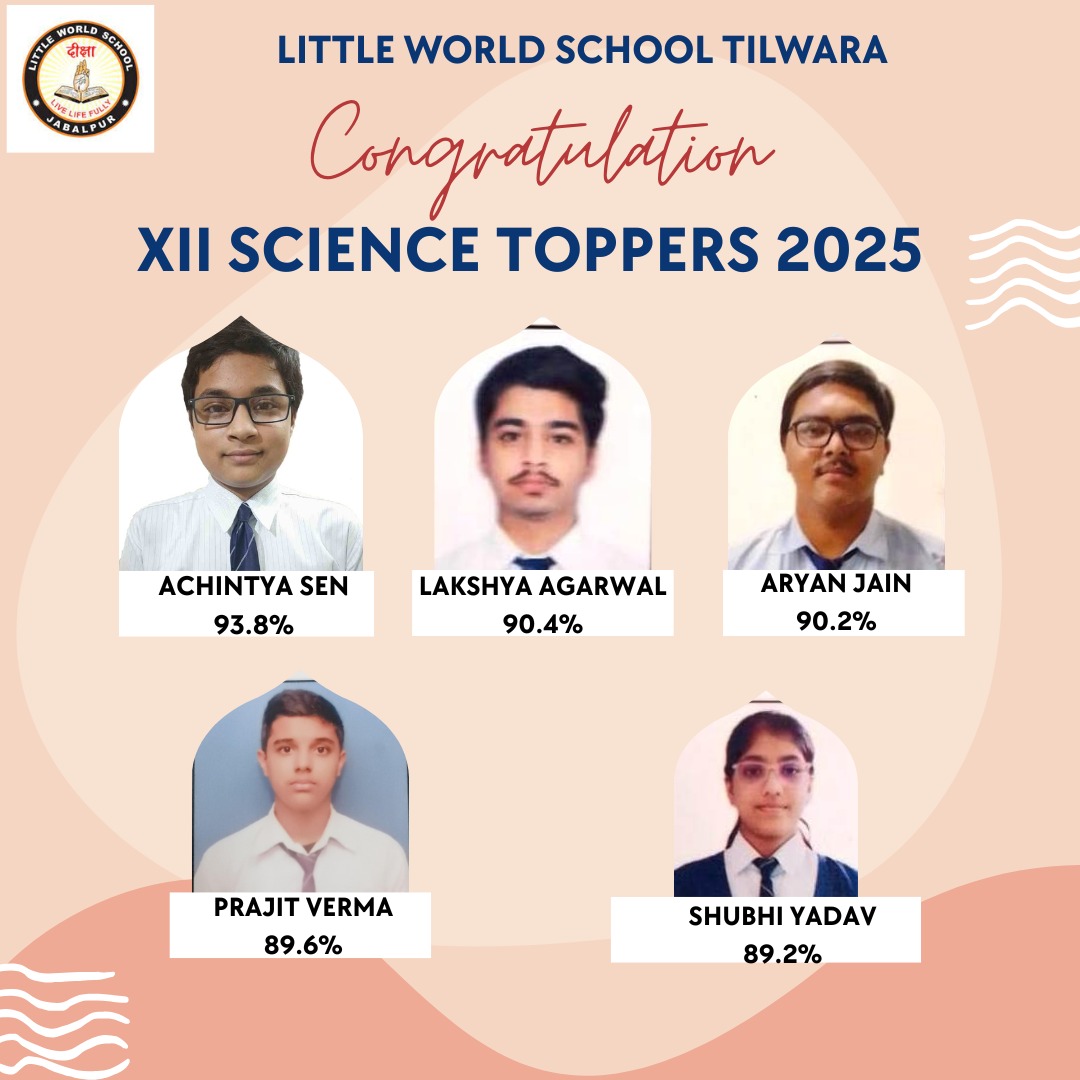 LITTLE WORLD SCHOOL
दीक्षा
LIVE LIFE FULLY
JABALPUR
LITTLE WORLD SCHOOL TILWARA
Congratulation
XII SCIENCE TOPPERS 2025
ACHINTYA SEN
93.8%
LAKSHYA AGARWAL
90.4%
ARYAN JAIN
90.2%
PRAJIT VERMA
89.6%
SHUBHI YADAV
89.2%